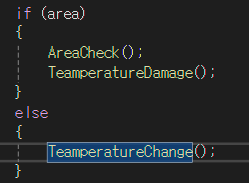 if (area)
{
AreaCheck();
TeamperatureDamage();
}
else
{
TeamperatureChange();
}